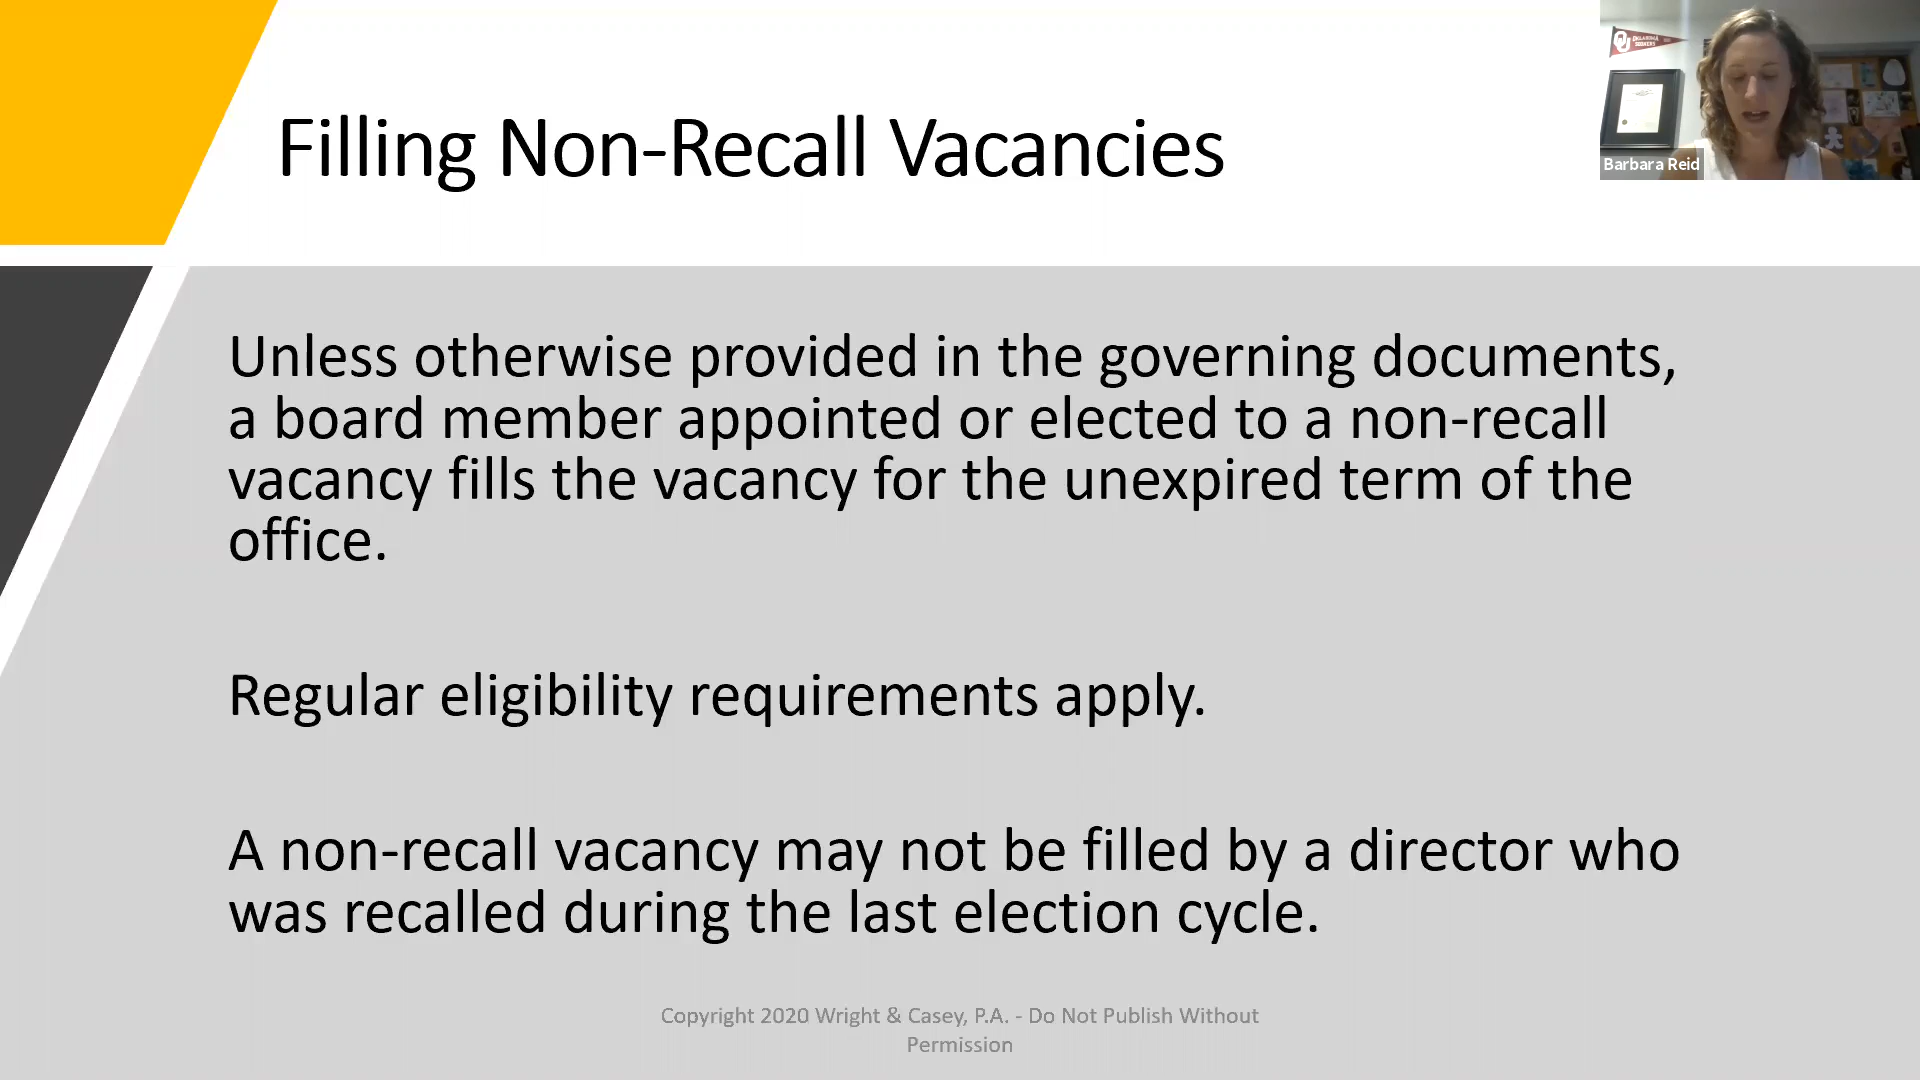 Filling Non-Recall Vacancies
OU OKLAHOMA
SOONERS
Barbara Reid
Unless otherwise provided in the governing documents,
a board member appointed or elected to a non-recall
vacancy fills the vacancy for the unexpired term of the
office.
Regular eligibility requirements apply.
A non-recall vacancy may not be filled by a director who
was recalled during the last election cycle.
Copyright 2020 Wright & Casey, P.A. - Do Not Publish Without
Permission